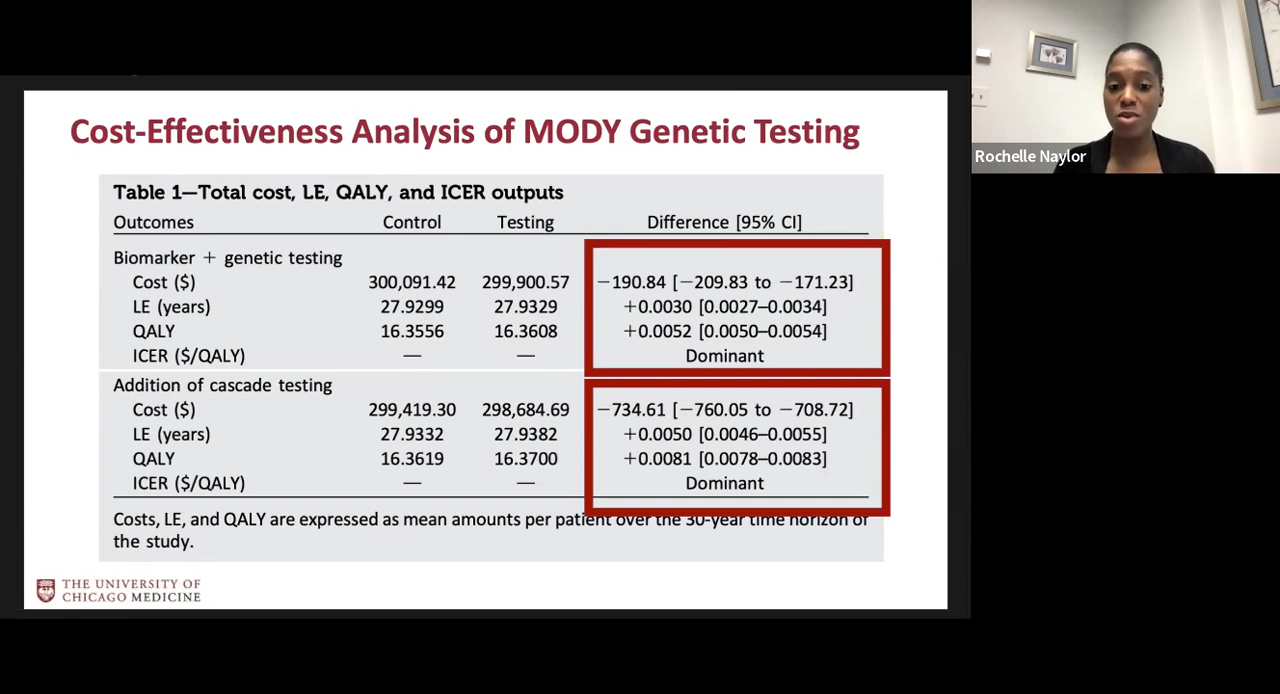 Cost-Effectiveness Analysis of MODY Genetic Testing
Table 1—Total cost, LE, QALY, and ICER outputs
Outcomes Control Testing Difference [95% CI]
Biomarker + genetic testing
Cost ($) 300,091.42 299,900.57 −190.84 [−209.83 to −171.23]
LE (years) 27.9299 27.9329 +0.0030 [0.0027–0.0034]
QALY 16.3556 16.3608 +0.0052 [0.0050–0.0054]
ICER ($/QALY) — — Dominant
Addition of cascade testing
Cost ($) 299,419.30 298,684.69 −734.61 [−760.05 to −708.72]
LE (years) 27.9332 27.9382 +0.0050 [0.0046–0.0055]
QALY 16.3619 16.3700 +0.0081 [0.0078–0.0083]
ICER ($/QALY) — — Dominant
Costs, LE, and QALY are expressed as mean amounts per patient over the 30-year time horizon of
the study.
THE UNIVERSITY OF
CHICAGO MEDICINE
Rochelle Naylor